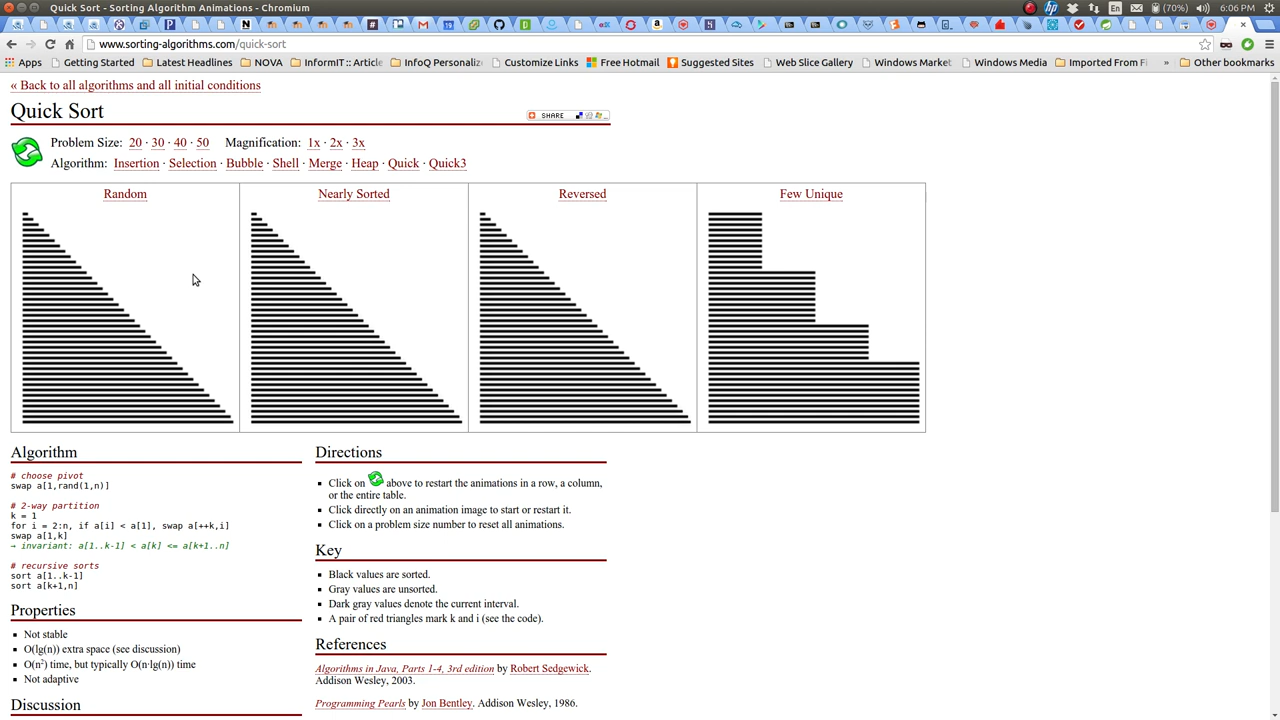 Quick Sort - Sorting Algorithm Animations - Chromium
En (70%) 6:06 PM
www.sorting-algorithms.com/quick-sort
Apps Getting Started Latest Headlines NOVA InformIT :: Article InfoQ Personaliz Customize Links Free Hotmail Suggested Sites Web Slice Gallery Windows Market Windows Media Imported From Fi » Other bookmarks
« Back to all algorithms and all initial conditions
Quick Sort
SHARE
Problem Size: 20 · 30 · 40 · 50 Magnification: 1x · 2x · 3x
Algorithm: Insertion · Selection · Bubble · Shell · Merge · Heap · Quick · Quick3
Random Nearly Sorted Reversed Few Unique
Algorithm
# choose pivot
swap a[1,rand(1,n)]
# 2-way partition
k = 1
for i = 2:n, if a[i] < a[1], swap a[++k,i]
swap a[1,k]
→ invariant: a[1..k-1] < a[k] <= a[k+1..n]
# recursive sorts
sort a[1..k-1]
sort a[k+1,n]
Properties
Not stable
O(lg(n)) extra space (see discussion)
O(n²) time, but typically O(n·lg(n)) time
Not adaptive
Discussion
Directions
Click on above to restart the animations in a row, a column,
or the entire table.
Click directly on an animation image to start or restart it.
Click on a problem size number to reset all animations.
Key
Black values are sorted.
Gray values are unsorted.
Dark gray values denote the current interval.
A pair of red triangles mark k and i (see the code).
References
Algorithms in Java, Parts 1-4, 3rd edition by Robert Sedgewick.
Addison Wesley, 2003.
Programming Pearls by Jon Bentley. Addison Wesley, 1986.